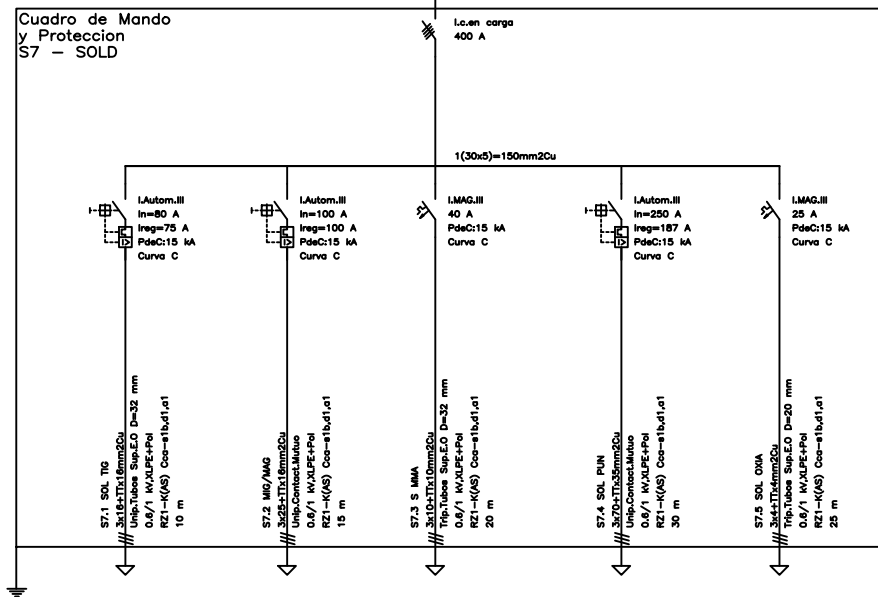 Cuadro de Mando
y Proteccion
S7 - SOLD
I.c.en carga
400 A
1(30x5)=150mm2Cu
I.Autom.III
In=80 A
Ireg=75 A
PdeC:15 kA
Curva C
I.Autom.III
In=100 A
Ireg=100 A
PdeC:15 kA
Curva C
I.MAG.III
40 A
PdeC:15 kA
Curva C
I.Autom.III
In=250 A
Ireg=187 A
PdeC:15 kA
Curva C
I.MAG.III
25 A
PdeC:15 kA
Curva C
S7.1 SOL TIG
3x16+TTx16mm2Cu
Unip.Tubos Sup.E.O D=32 mm
0.6/1 kV,XLPE+Pol
RZ1-K(AS) Cca-s1b,d1,a1
10 m
S7.2 MIG/MAG
3x25+TTx16mm2Cu
Unip.Contact.Mutuo
0.6/1 kV,XLPE+Pol
RZ1-K(AS) Cca-s1b,d1,a1
15 m
S7.3 S MMA
3x10+TTx10mm2Cu
Trip.Tubos Sup.E.O D=32 mm
0.6/1 kV,XLPE+Pol
RZ1-K(AS) Cca-s1b,d1,a1
20 m
S7.4 SOL PUN
3x70+TTx35mm2Cu
Unip.Contact.Mutuo
0.6/1 kV,XLPE+Pol
RZ1-K(AS) Cca-s1b,d1,a1
30 m
S7.5 SOL OXIA
3x4+TTx4mm2Cu
Trip.Tubos Sup.E.O D=20 mm
0.6/1 kV,XLPE+Pol
RZ1-K(AS) Cca-s1b,d1,a1
25 m